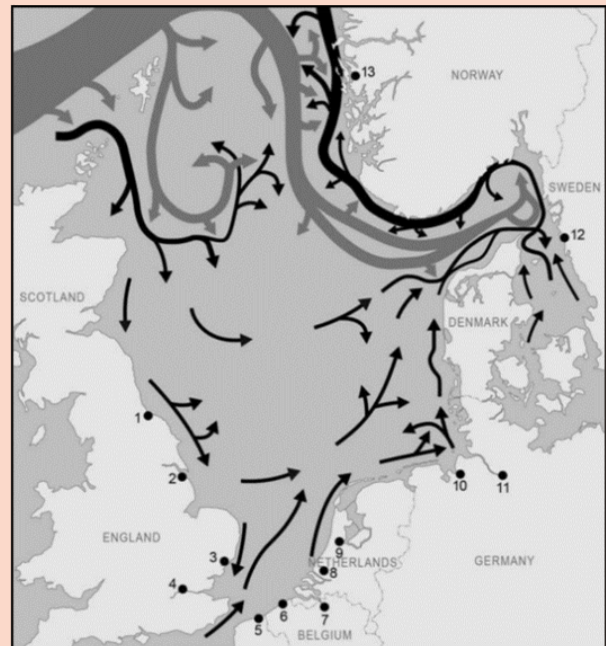 13
NORWAY
SWEDEN
12
SCOTLAND
DENMARK
1
2
10
11
ENGLAND
9
3
NETHERLANDS
GERMANY
8
4
7
6
5
BELGIUM